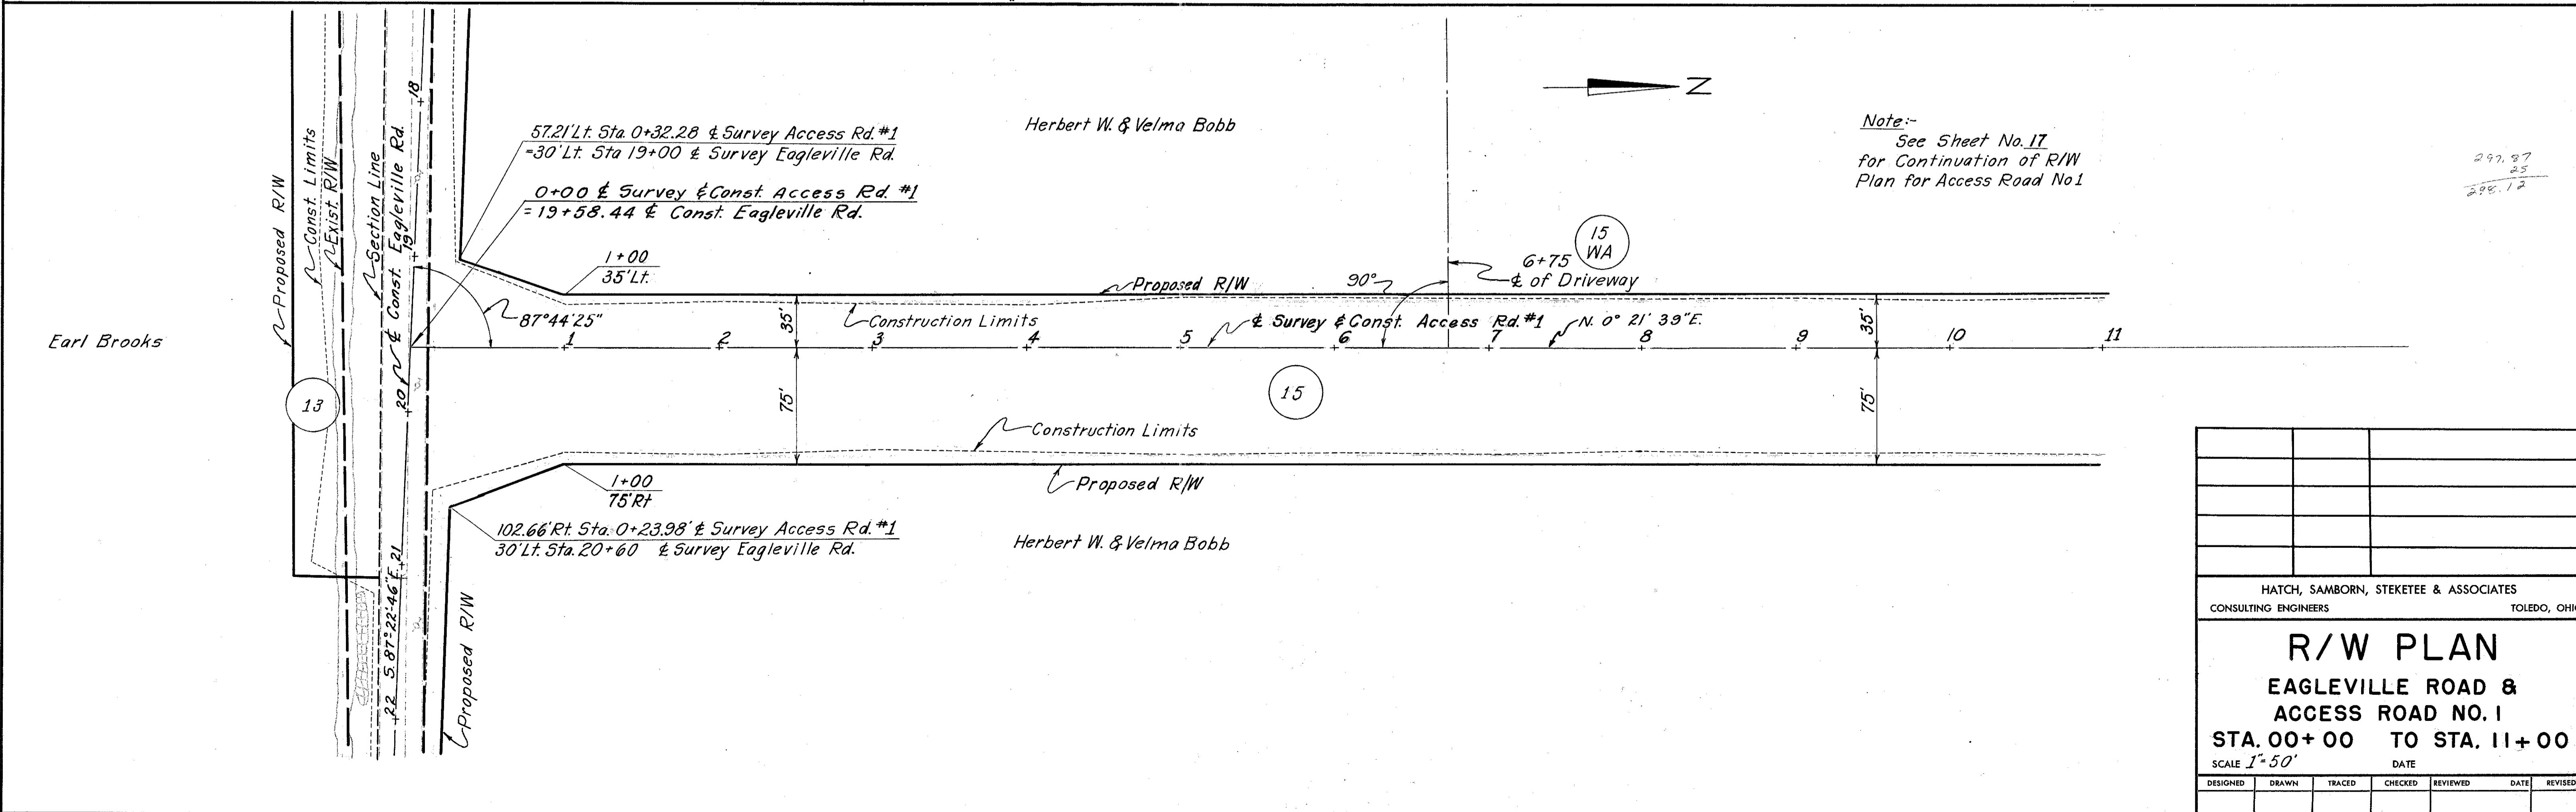 Proposed R/W
Const. Limits
Exist. R/W
Section Line
℄ Const. Eagleville Rd.
18
19
20
21
22
S. 87°-22'-46" E.
57.21' Lt. Sta. 0+32.28 ℄ Survey Access Rd. #1
=30' Lt. Sta 19+00 ℄ Survey Eagleville Rd.
0+00 ℄ Survey & Const. Access Rd. #1
= 19+58.44 ℄ Const. Eagleville Rd.
Herbert W. & Velma Bobb
N
Note:-
See Sheet No. 17
for Continuation of R/W
Plan for Access Road No1
297.87
25
298.12
1+00
35' Lt.
87°44'25"
Proposed R/W
90°
6+75
℄ of Driveway
15
WA
Construction Limits
35'
℄ Survey & Const. Access Rd. #1
N. 0° 21' 39" E.
35'
Earl Brooks
1 2 3 4 5 6 7 8 9 10 11
13
75'
15
75'
Construction Limits
1+00
75' Rt
Proposed R/W
102.66' Rt. Sta. 0+23.98' ℄ Survey Access Rd. #1
30' Lt. Sta. 20+60 ℄ Survey Eagleville Rd.
Herbert W. & Velma Bobb
Proposed R/W
HATCH, SAMBORN, STEKETEE & ASSOCIATES
CONSULTING ENGINEERS TOLEDO, OHI
R/W PLAN
EAGLEVILLE ROAD &
ACCESS ROAD NO. 1
STA. 00+00 TO STA. 11+00
SCALE 1"=50' DATE
DESIGNED DRAWN TRACED CHECKED REVIEWED DATE REVISED